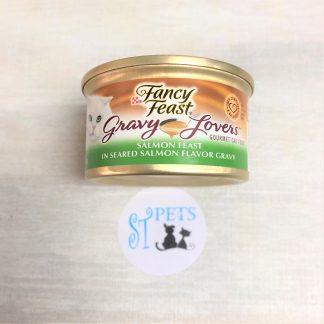 Fancy
Feast
Gravy Lovers
GOURMET CAT FOOD
SALMON FEAST
IN SEARED SALMON FLAVOR GRAVY
ST PETS